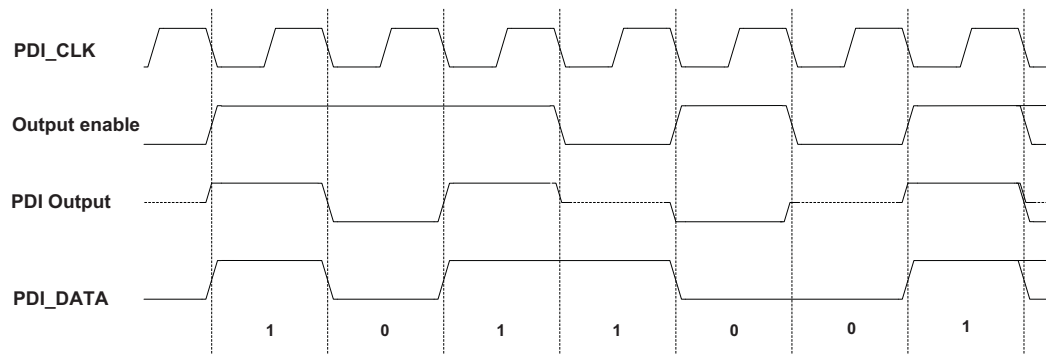 PDI_CLK
Output enable
PDI Output
PDI_DATA
1 0 1 1 0 0 1